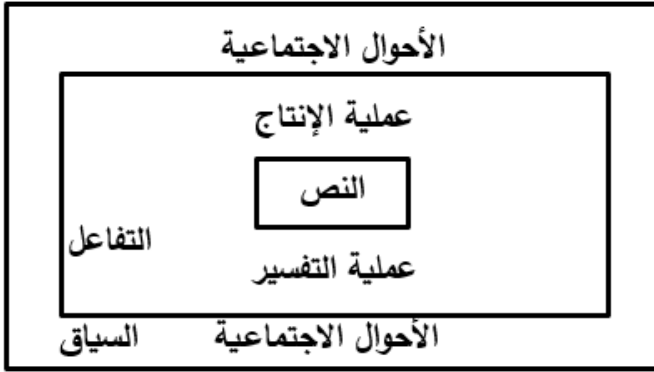 الأحوال الاجتماعية
عملية الإنتاج
النص
التفاعل
عملية التفسير
الأحوال الاجتماعية
السياق